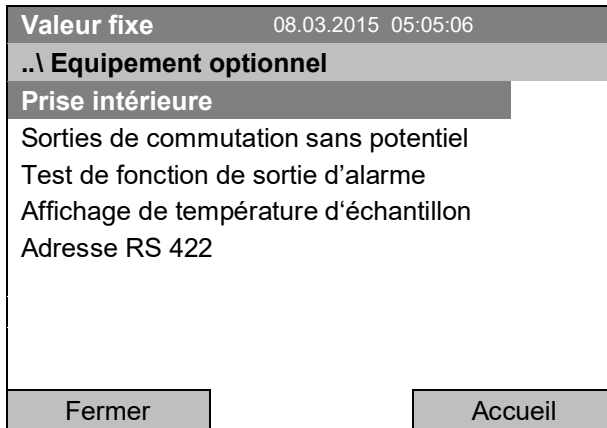 Valeur fixe 08.03.2015 05:05:06
..\ Equipement optionnel
Prise intérieure
Sorties de commutation sans potentiel
Test de fonction de sortie d’alarme
Affichage de température d‘échantillon
Adresse RS 422
Fermer Accueil